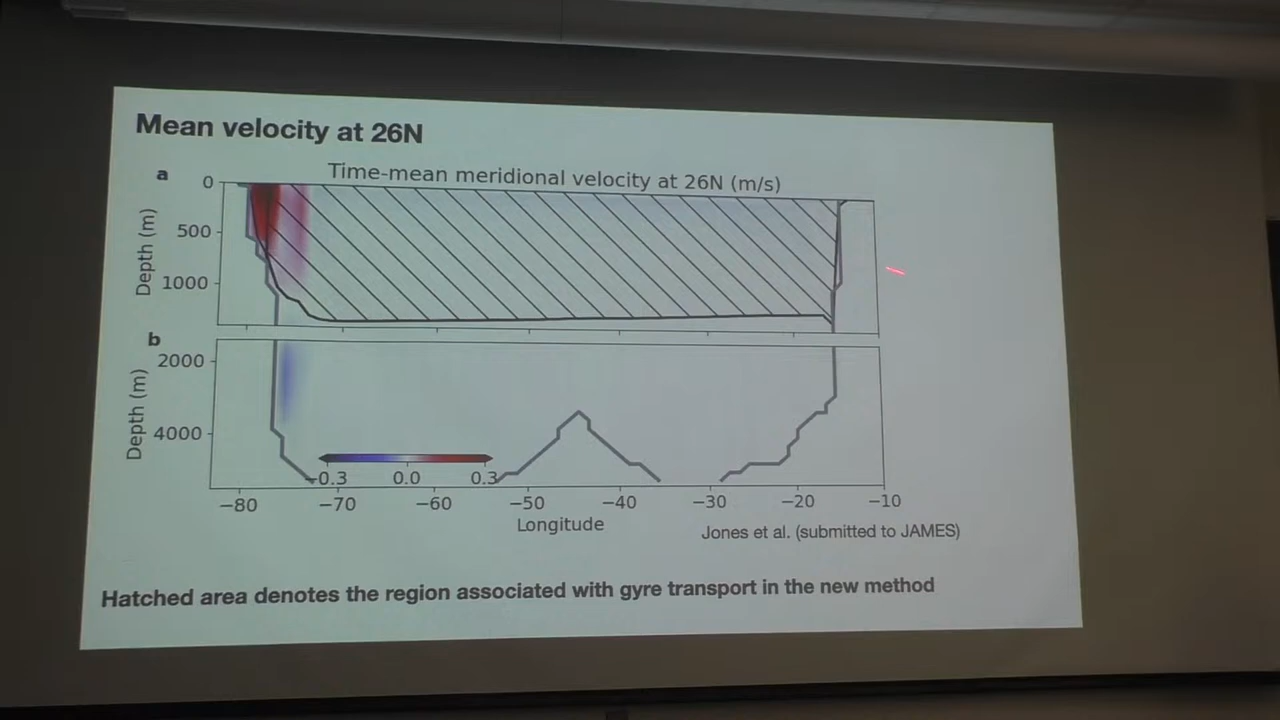 Mean velocity at 26N
a
Time-mean meridional velocity at 26N (m/s)
0
500
1000
Depth (m)
b
2000
4000
Depth (m)
−0.3 0.0 0.3
−80 −70 −60 −50 −40 −30 −20 −10
Longitude
Jones et al. (submitted to JAMES)
Hatched area denotes the region associated with gyre transport in the new method